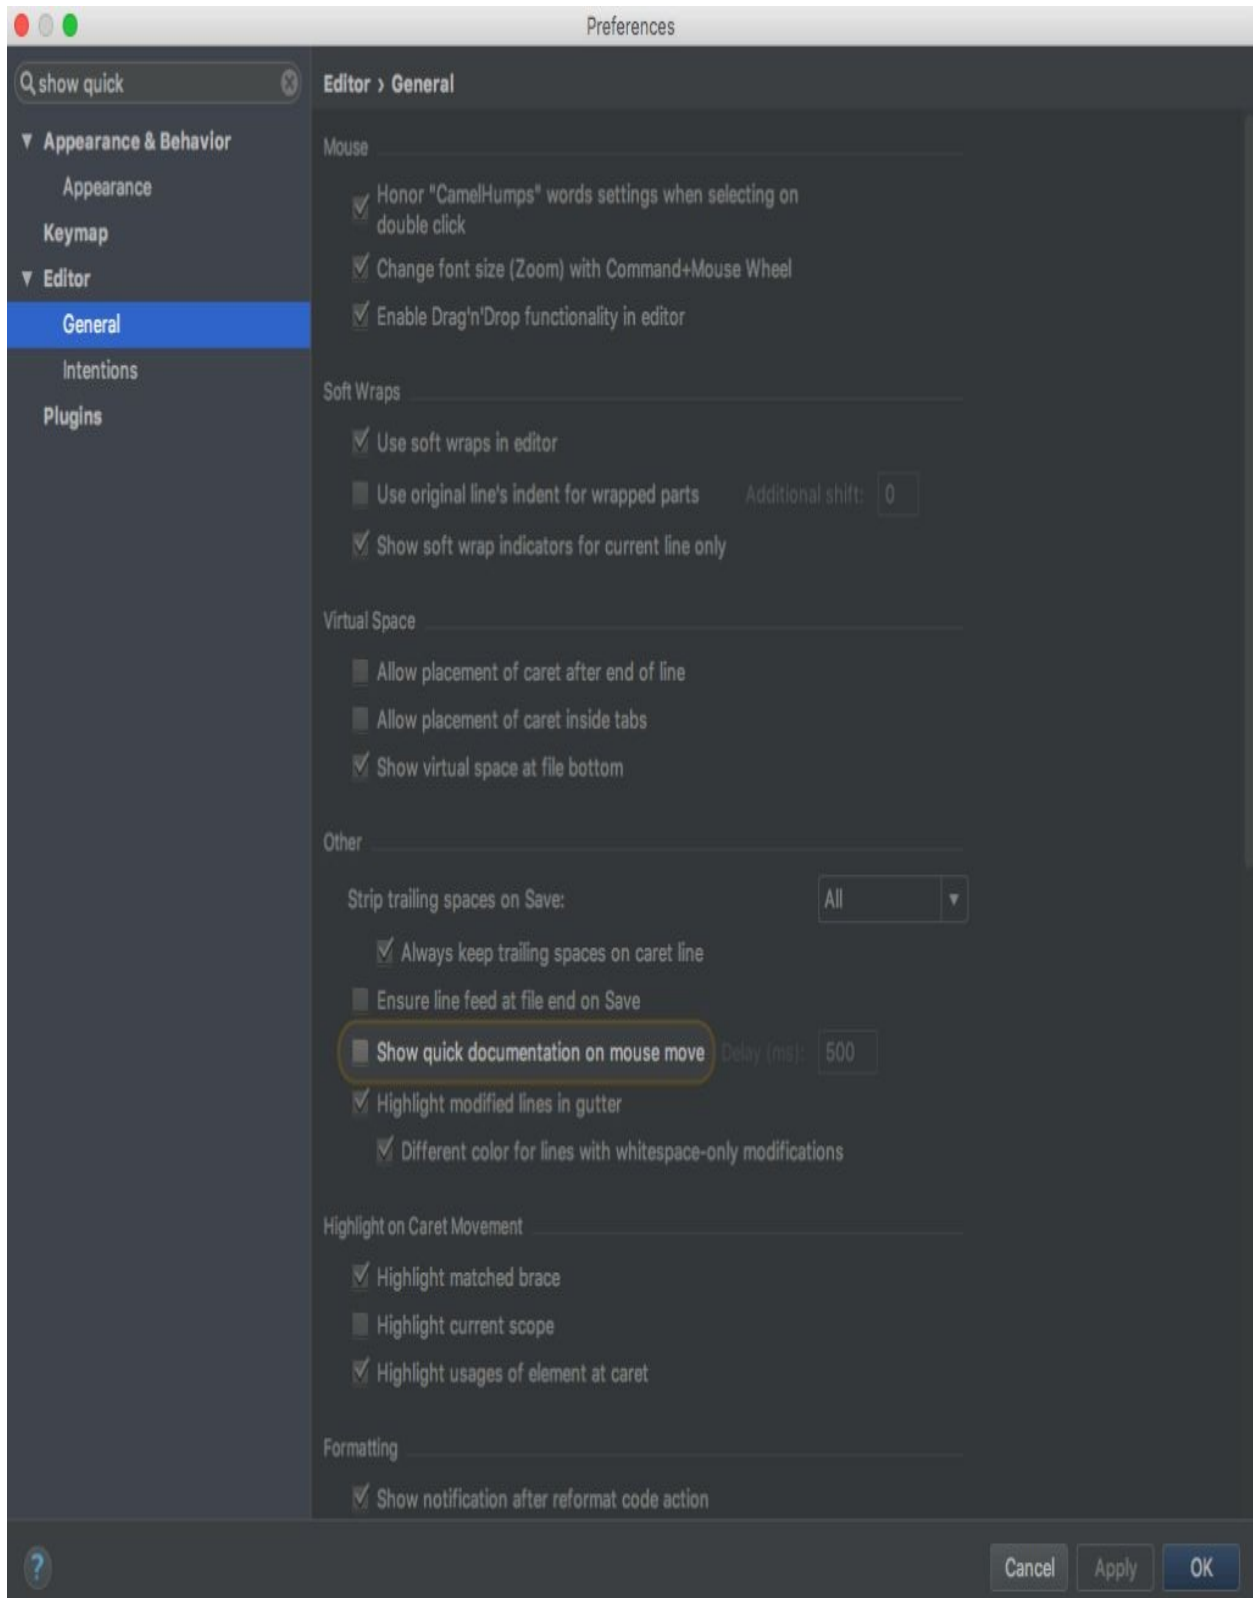 Preferences
show quick
Appearance & Behavior
Appearance
Keymap
Editor
General
Intentions
Plugins
Editor › General
Mouse
Honor "CamelHumps" words settings when selecting on
double click
Change font size (Zoom) with Command+Mouse Wheel
Enable Drag'n'Drop functionality in editor
Soft Wraps
Use soft wraps in editor
Use original line's indent for wrapped parts Additional shift: 0
Show soft wrap indicators for current line only
Virtual Space
Allow placement of caret after end of line
Allow placement of caret inside tabs
Show virtual space at file bottom
Other
Strip trailing spaces on Save: All
Always keep trailing spaces on caret line
Ensure line feed at file end on Save
Show quick documentation on mouse move Delay (ms): 500
Highlight modified lines in gutter
Different color for lines with whitespace-only modifications
Highlight on Caret Movement
Highlight matched brace
Highlight current scope
Highlight usages of element at caret
Formatting
Show notification after reformat code action
? Cancel Apply OK